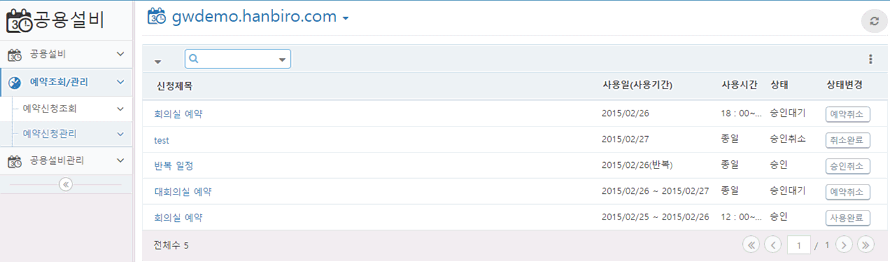 공용설비
공용설비
예약조회/관리
예약신청조회
예약신청관리
공용설비관리
gwdemo.hanbiro.com
신청제목 사용일(사용기간) 사용시간 상태 상태변경
회의실 예약 2015/02/26 18 : 00~... 승인대기 예약취소
test 2015/02/27 종일 승인취소 취소완료
반복 일정 2015/02/26(반복) 종일 승인 승인취소
대회의실 예약 2015/02/26 ~ 2015/02/27 종일 승인대기 예약취소
회의실 예약 2015/02/25 ~ 2015/02/26 12 : 00~... 승인 사용완료
전체수 5 1 / 1